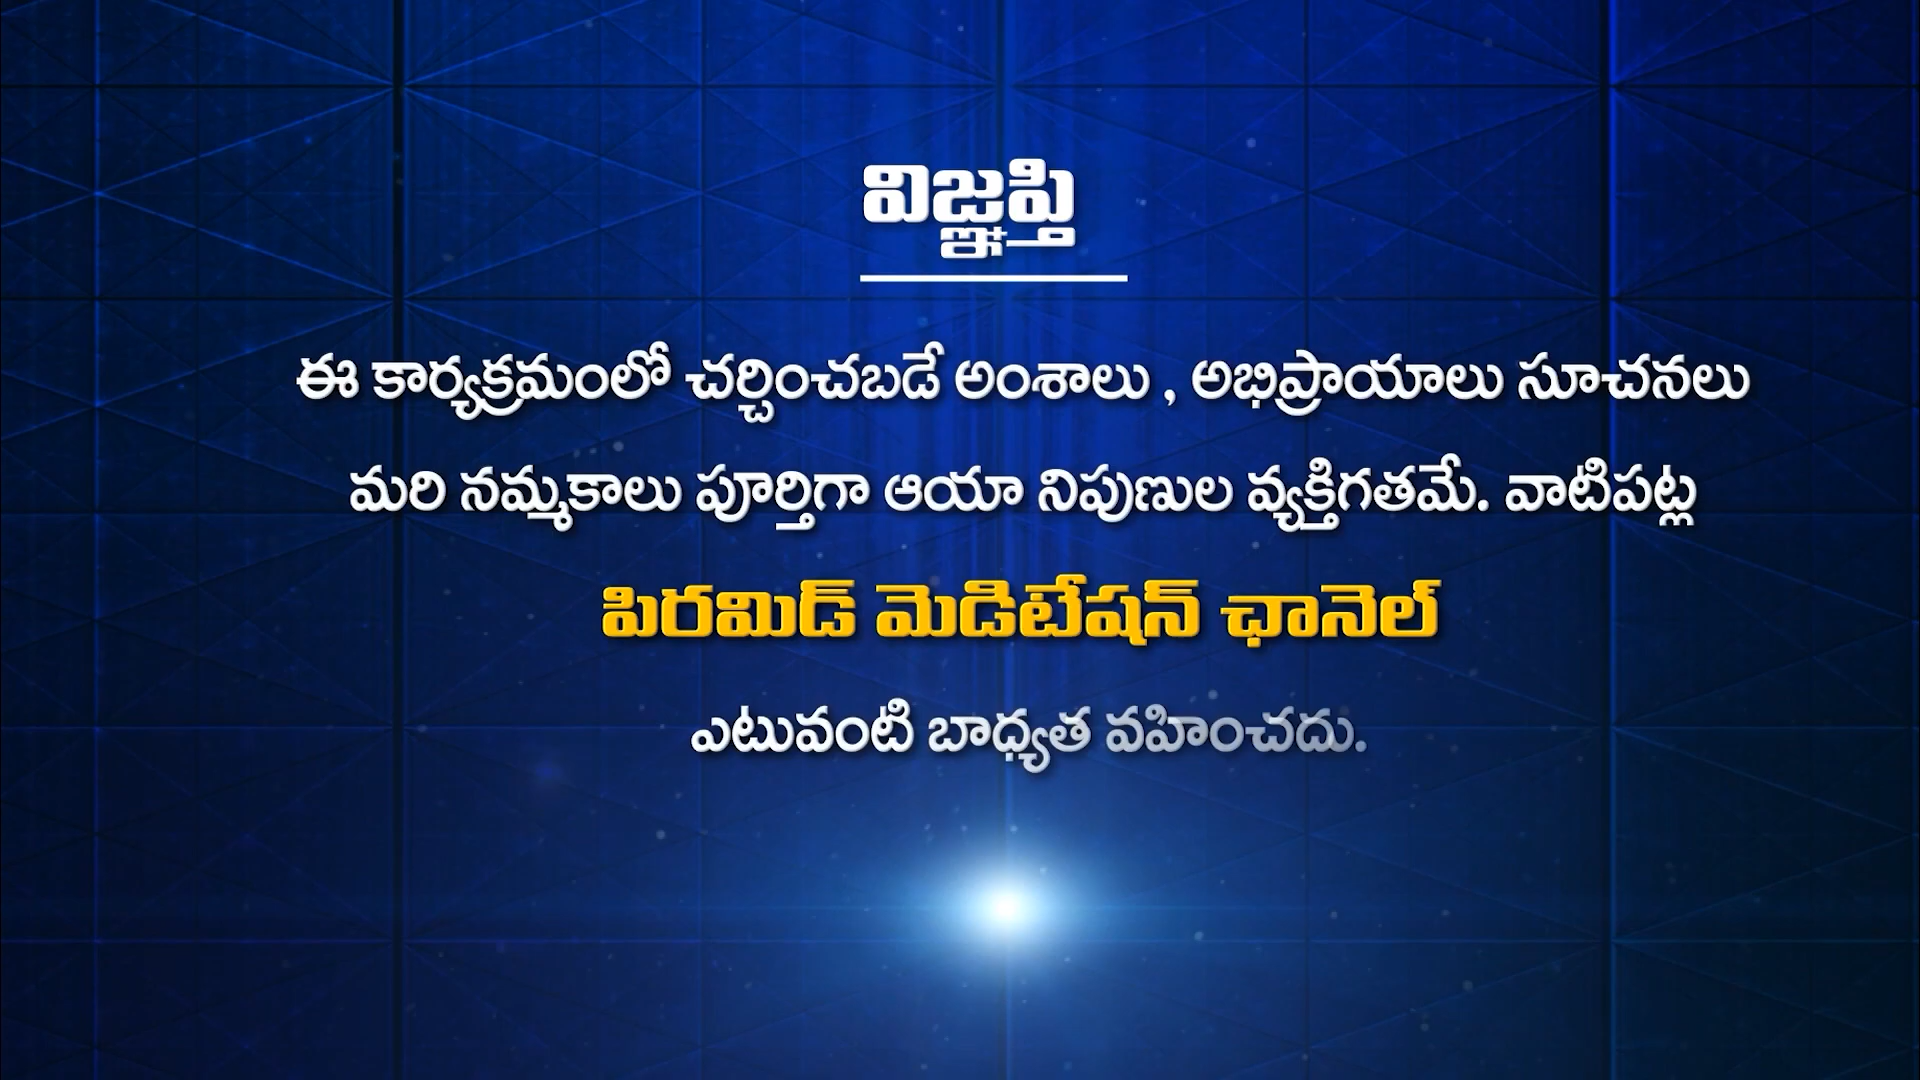 విజ్ఞప్తి
ఈ కార్యక్రమంలో చర్చించబడే అంశాలు , అభిప్రాయాలు సూచనలు
మరి నమ్మకాలు పూర్తిగా ఆయా నిపుణుల వ్యక్తిగతమే. వాటిపట్ల
పిరమిడ్ మెడిటేషన్ ఛానెల్
ఎటువంటి బాధ్యత వహించదు.